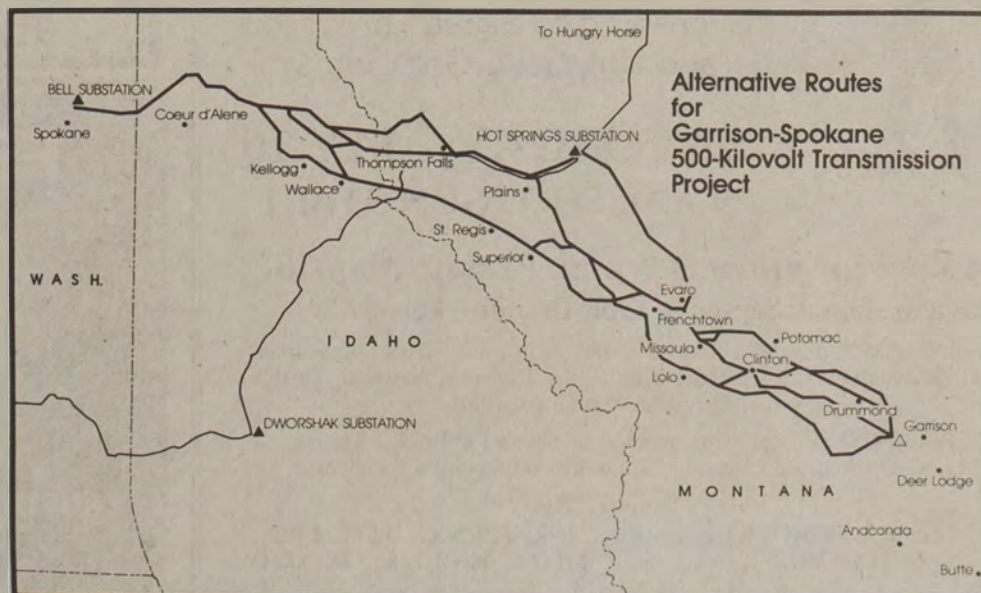 To Hungry Horse
Alternative Routes
for
Garrison-Spokane
500-Kilovolt Transmission
Project
BELL SUBSTATION
Spokane
Coeur d'Alene
HOT SPRINGS SUBSTATION
Thompson Falls
Kellogg
Wallace
Plains
St. Regis
Superior
WASH.
IDAHO
Evaro
Frenchtown
Missoula
Potomac
Clinton
Lolo
Drummond
DWORSHAK SUBSTATION
Garrison
Deer Lodge
MONTANA
Anaconda
Butte